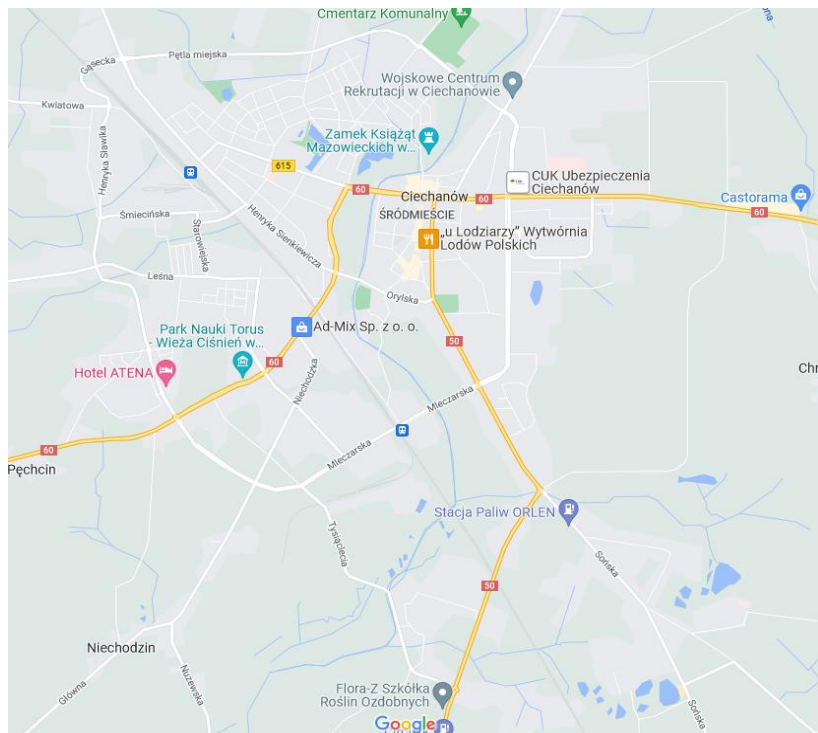 Cmentarz Komunalny
Pętla miejska
Gąsecka
Kwiatowa
Wojskowe Centrum
Rekrutacji w Ciechanowie
Henryka Sławika
Zamek Książąt
Mazowieckich w...
615
60
CUK Ubezpieczenia
Ciechanów
Ciechanów
60
Castorama
60
ŚRÓDMIEŚCIE
Śmiecińska
Starowiejska
Henryka Sienkiewicza
„u Lodziarzy” Wytwórnia
Lodów Polskich
Leśna
Orylska
Park Nauki Torus
- Wieża Ciśnień w...
Ad-Mix Sp. z o. o.
50
60
Hotel ATENA
Niechodzka
Chr
Mleczarska
60
Pęchcin
Mleczarska
Stacja Paliw ORLEN
Tysiąclecia
Sońska
50
Niechodzin
Nużewska
Główna
Flora-Z Szkółka
Roślin Ozdobnych
Sońska
Google